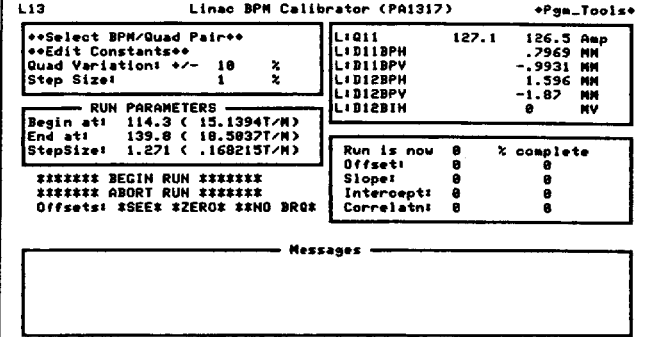 L13 Linac BPM Calibrator (PA1317) +Pgm_Tools+
++Select BPM/Quad Pair++
++Edit Constants++
Quad Variation: +/- 10 %
Step Size: 1 %
L:Q11 127.1 126.5 Amp
L:D11BPH .7969 MM
L:D11BPV -.9931 MM
L:D12BPH 1.596 MM
L:D12BPV -1.87 MM
L:D12BIH 0 MV
RUN PARAMETERS
Begin at: 114.3 ( 15.1394T/M)
End at: 139.8 ( 18.5037T/M)
StepSize: 1.271 ( .168215T/M)
Run is now 0 % complete
Offset: 0 0
Slope: 0 0
Intercept: 0 0
Correlatn: 0 0
******* BEGIN RUN *******
******* ABORT RUN *******
Offsets: *SEE* *ZERO* **NO BRQ*
Messages